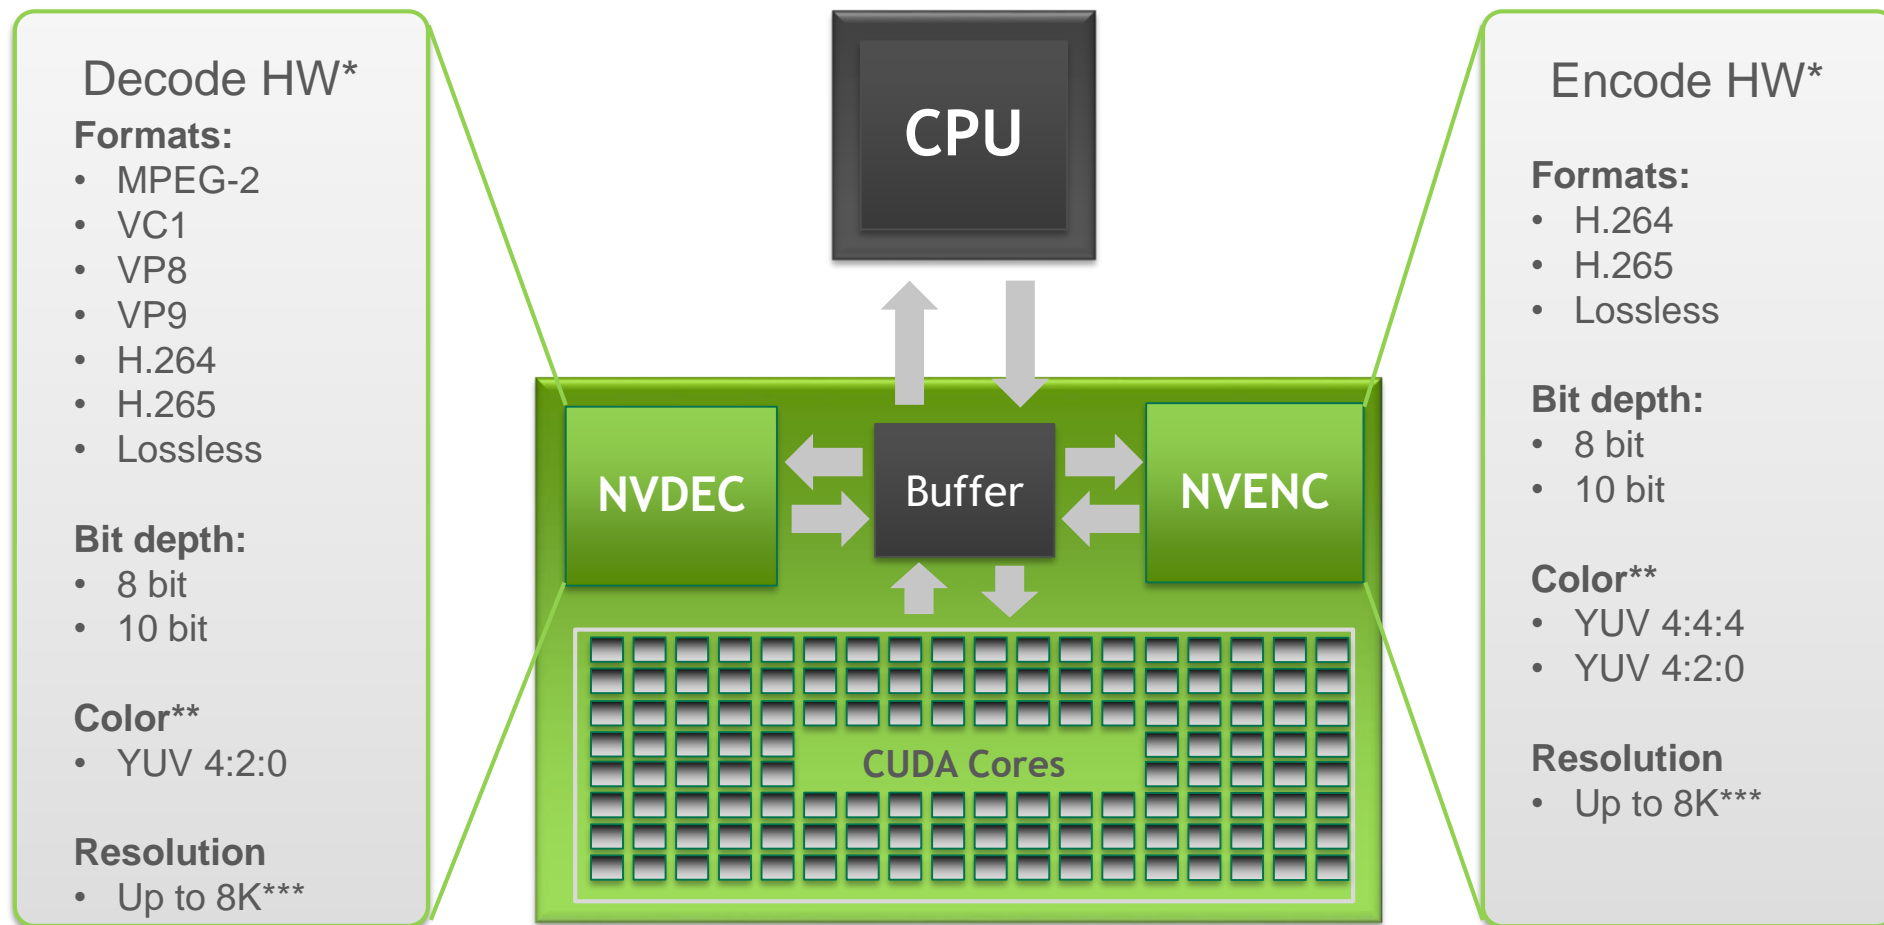 Decode HW*
Formats:
• MPEG-2
• VC1
• VP8
• VP9
• H.264
• H.265
• Lossless
Bit depth:
• 8 bit
• 10 bit
Color**
• YUV 4:2:0
Resolution
• Up to 8K***
CPU
NVDEC
Buffer
NVENC
CUDA Cores
Encode HW*
Formats:
• H.264
• H.265
• Lossless
Bit depth:
• 8 bit
• 10 bit
Color**
• YUV 4:4:4
• YUV 4:2:0
Resolution
• Up to 8K***